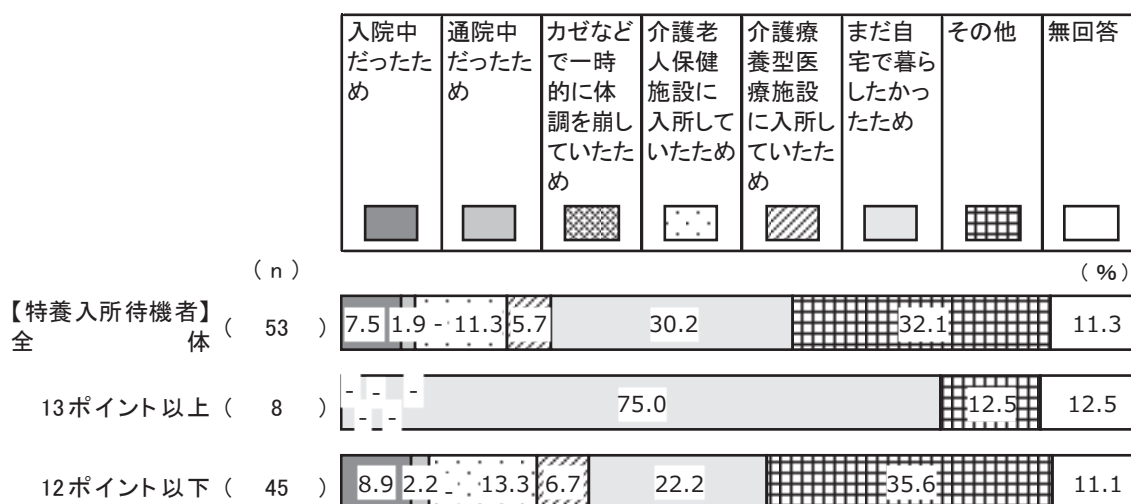 入院中
だったた
め
通院中
だったた
め
カゼなど
で一時
的に体
調を崩し
ていたた
め
介護老
人保健
施設に
入所して
いたため
介護療
養型医
療施設
に入所し
ていたた
め
まだ自
宅で暮ら
したかっ
たため
その他
無回答
（ｎ）
（％）
【特養入所待機者】
全 体 （ 53 ） 7.5 1.9 - 11.3 5.7 30.2 32.1 11.3
13ポイント以上 （ 8 ） - - - - - 75.0 12.5 12.5
12ポイント以下 （ 45 ） 8.9 2.2 - 13.3 6.7 22.2 35.6 11.1